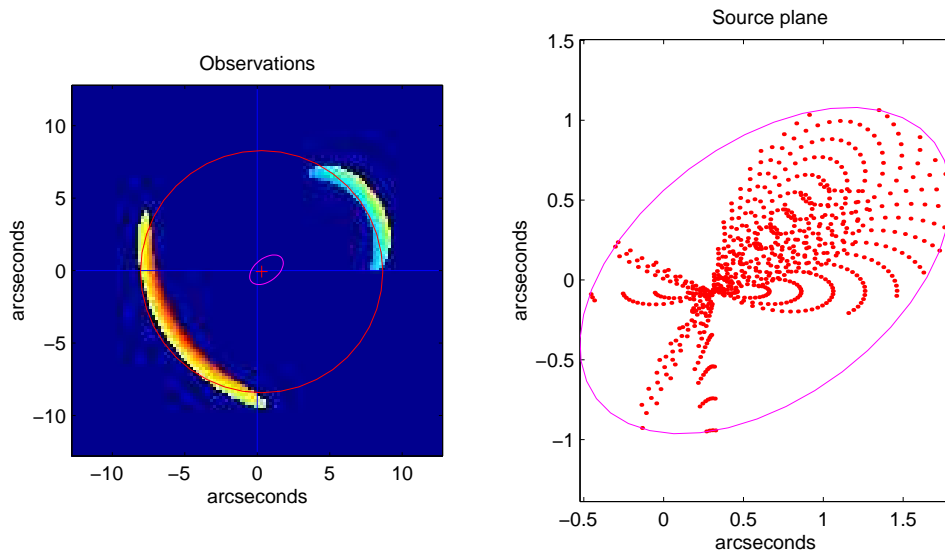 Observations
10
5
0
−5
−10
arcseconds
−10 −5 0 5 10
arcseconds
Source plane
1.5
1
0.5
0
−0.5
−1
arcseconds
−0.5 0 0.5 1 1.5
arcseconds